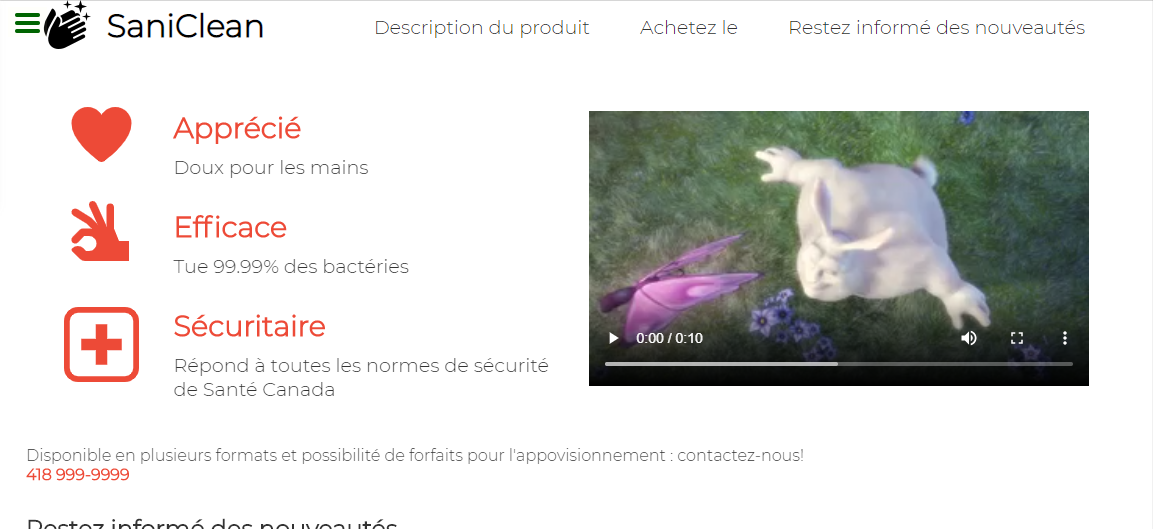 SaniClean
Description du produit
Achetez le
Restez informé des nouveautés
Apprécié
Doux pour les mains
Efficace
Tue 99.99% des bactéries
Sécuritaire
Répond à toutes les normes de sécurité
de Santé Canada
0:00 / 0:10
Disponible en plusieurs formats et possibilité de forfaits pour l'appovisionnement : contactez-nous!
418 999-9999
Restez informé des nouveautés